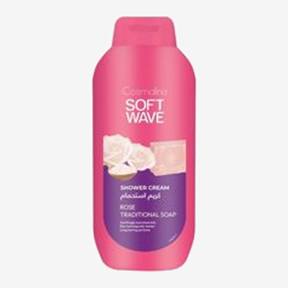 Cosmaline
SOFT
WAVE
SHOWER CREAM
كريم استحمام
ROSE
TRADITIONAL SOAP